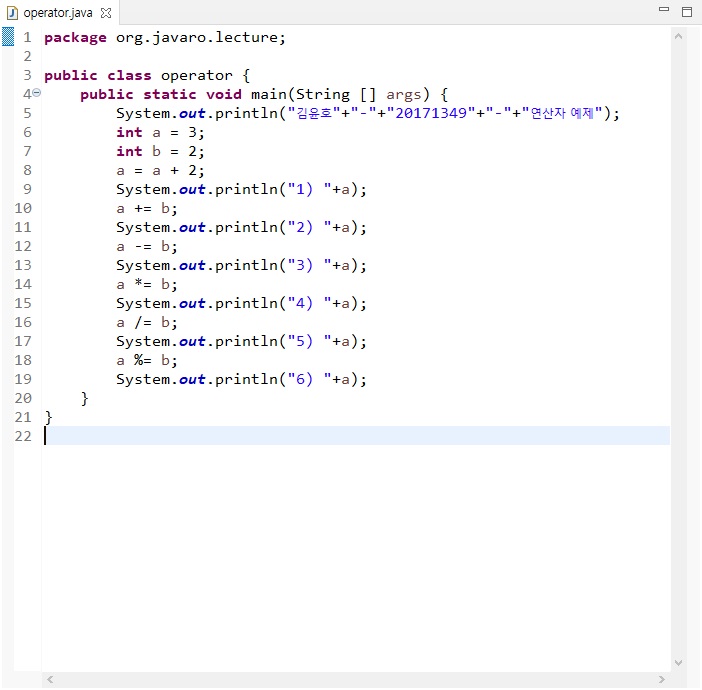 operator.java
1 package org.javaro.lecture;
2
3 public class operator {
4     public static void main(String [] args) {
5         System.out.println("김윤호"+"-"+"20171349"+"-"+"연산자 예제");
6         int a = 3;
7         int b = 2;
8         a = a + 2;
9         System.out.println("1) "+a);
10         a += b;
11         System.out.println("2) "+a);
12         a -= b;
13         System.out.println("3) "+a);
14         a *= b;
15         System.out.println("4) "+a);
16         a /= b;
17         System.out.println("5) "+a);
18         a %= b;
19         System.out.println("6) "+a);
20     }
21 }
22